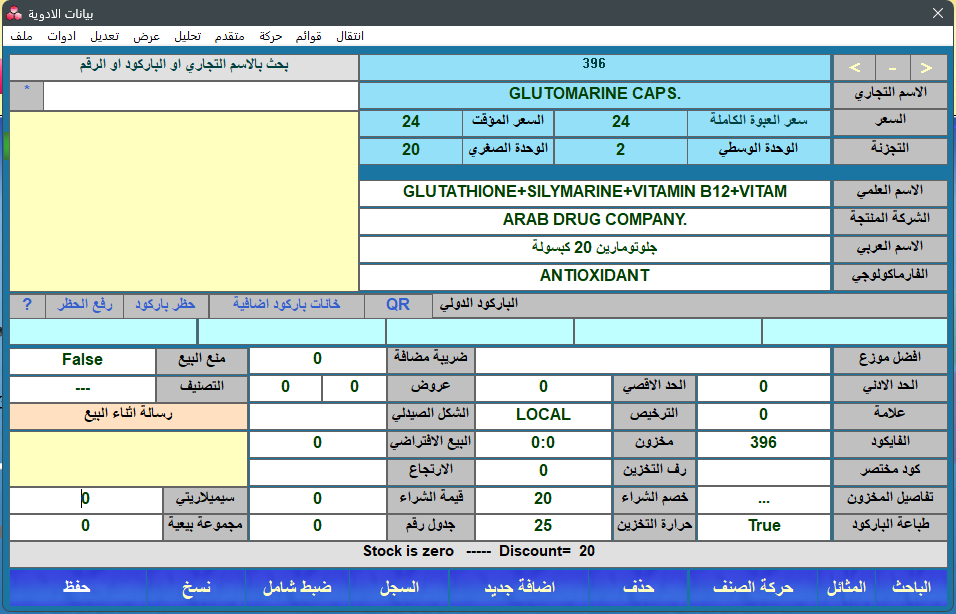 بيانات الادوية
ملف ادوات تعديل عرض تحليل متقدم حركة قوائم انتقال
< - > 396 بحث بالاسم التجاري او الباركود او الرقم
الاسم التجاري GLUTOMARINE CAPS. *
السعر سعر العبوة الكاملة 24 السعر المؤقت 24
التجزئة الوحدة الوسطي 2 الوحدة الصغري 20
الاسم العلمي GLUTATHIONE+SILYMARINE+VITAMIN B12+VITAM
الشركة المنتجة ARAB DRUG COMPANY.
الاسم العربي جلوتومارين 20 كبسولة
الفارماكولوجي ANTIOXIDANT
الباركود الدولي QR خانات باركود اضافية حظر باركود رفع الحظر ?
افضل موزع ضريبة مضافة 0 منع البيع False
الحد الادني 0 الحد الاقصي 0 عروض 0 0 التصنيف ---
علامة 0 الترخيص LOCAL الشكل الصيدلي رسالة اثناء البيع
الفايكود 396 مخزون 0:0 البيع الافتراضي 0
كود مختصر رف التخزين 0 الارتجاع
تفاصيل المخزون ... خصم الشراء 20 قيمة الشراء 0 سيميلاريتي 0
طباعة الباركود True حرارة التخزين 25 جدول رقم 0 مجموعة بيعية 0
Stock is zero ----- Discount= 20
الباحث المثائل حركة الصنف حذف اضافة جديد السجل ضبط شامل نسخ حفظ